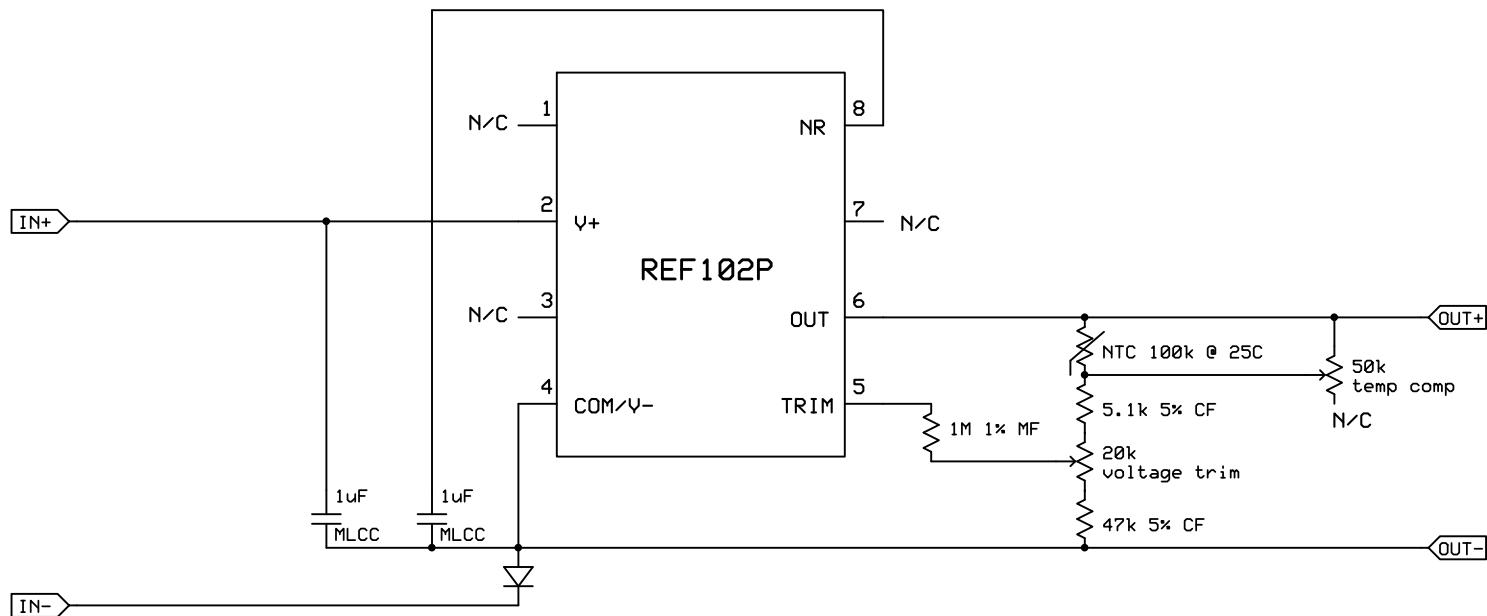 1
N/C
NR
8
IN+
2
V+
7
N/C
REF102P
N/C
3
OUT
6
OUT+
NTC 100k @ 25C
50k
temp comp
N/C
4
COM/V-
TRIM
5
5.1k 5% CF
1M 1% MF
20k
voltage trim
1uF
MLCC
1uF
MLCC
47k 5% CF
OUT-
IN-